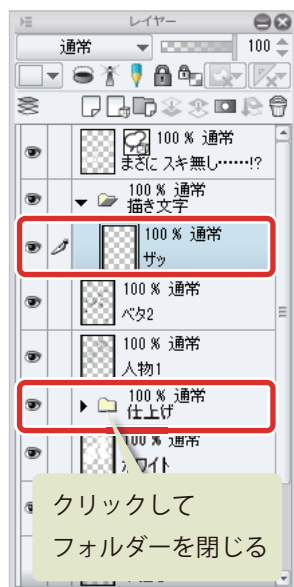 レイヤー
通常
100
100 % 通常
まさに スキ無し……!?
100 % 通常
描き文字
100 % 通常
ザッ
100 % 通常
ベタ2
100 % 通常
人物1
100 % 通常
仕上げ
100 % 通常
ホワイト
クリックして
フォルダーを閉じる